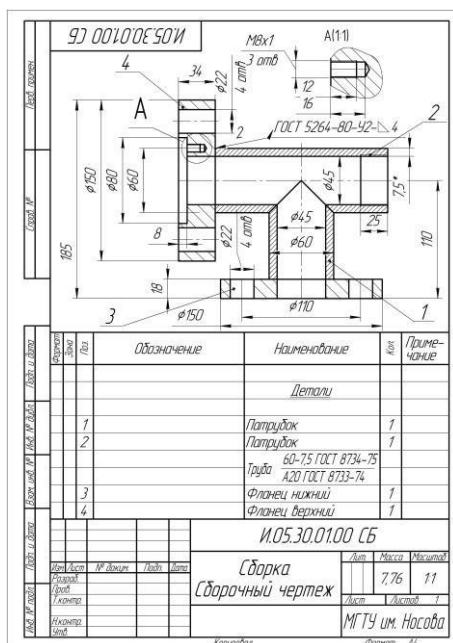 И.05.30.01.00 СБ
Перв. примен.
Справ. №
Подп. и дата
Инв. № дубл.
Взам. инв. №
Подп. и дата
Инв. № подл.
4
34
⌀22
4 отв
М8х1
3 отв
А(1:1)
12
16
А
2
ГОСТ 5264-80-У2-⊿4
2
⌀150
⌀80
⌀60
185
8
⌀22
4 отв
⌀45
7,5*
25
110
⌀45
⌀60
18
3
⌀110
1
⌀150
Формат Зона Поз. Обозначение Наименование Кол. Приме-
чание
Детали
1 Патрубок 1
2 Патрубок 1
Труба 60-7,5 ГОСТ 8734-75
А20 ГОСТ 8733-74
3 Фланец нижний 1
4 Фланец верхний 1
И.05.30.01.00 СБ
Изм. Лист № докум. Подп. Дата
Разраб.
Пров.
Т.контр.
Н.контр.
Утв.
Сборка
Сборочный чертеж
Лит. Масса Масштаб
7,76 1:1
Лист Листов 1
МГТУ им. Носова
Копировал Формат А4